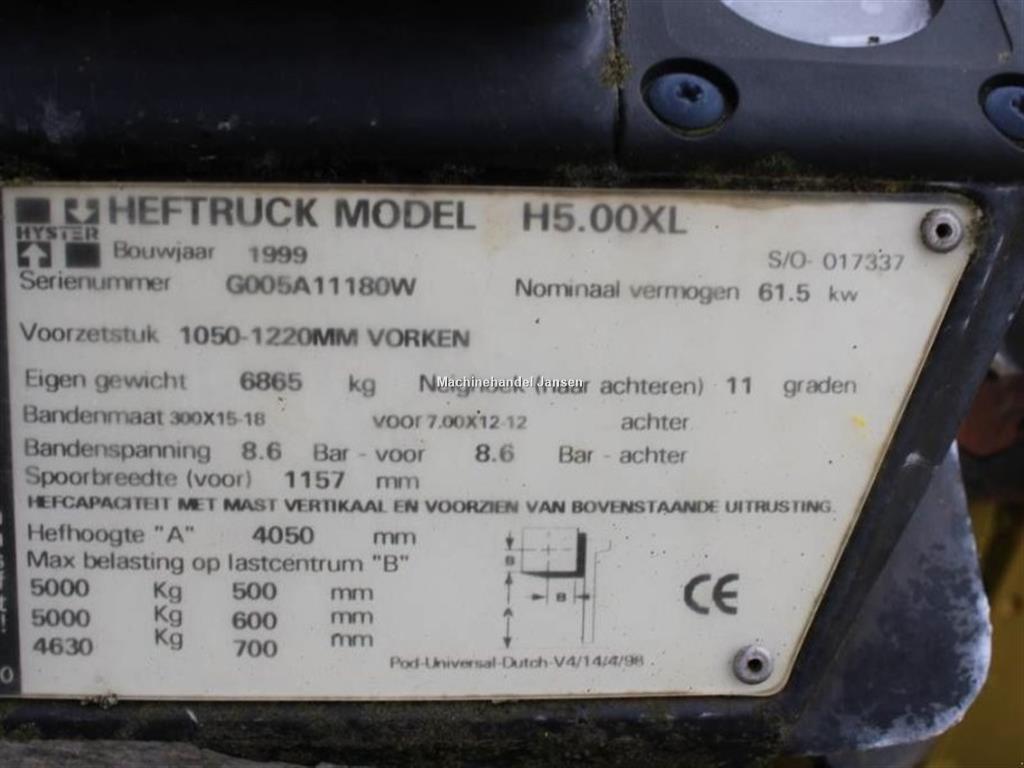 HEFTRUCK MODEL H5.00XL
HYSTER
Bouwjaar 1999
S/O- 017337
Serienummer G005A11180W Nominaal vermogen 61.5 kw
Voorzetstuk 1050-1220MM VORKEN
Eigen gewicht 6865 kg Neighoek (naar achteren) 11 graden
Machinehandel Jansen
Bandenmaat 300X15-18 voor 7.00X12-12 achter
Bandenspanning 8.6 Bar - voor 8.6 Bar - achter
Spoorbreedte (voor) 1157 mm
HEFCAPACITEIT MET MAST VERTIKAAL EN VOORZIEN VAN BOVENSTAANDE UITRUSTING.
Hefhoogte "A" 4050 mm
Max belasting op lastcentrum "B"
5000 Kg 500 mm
5000 Kg 600 mm
4630 Kg 700 mm
B
A
B
CE
Pod-Universal-Dutch-V4/14/4/98